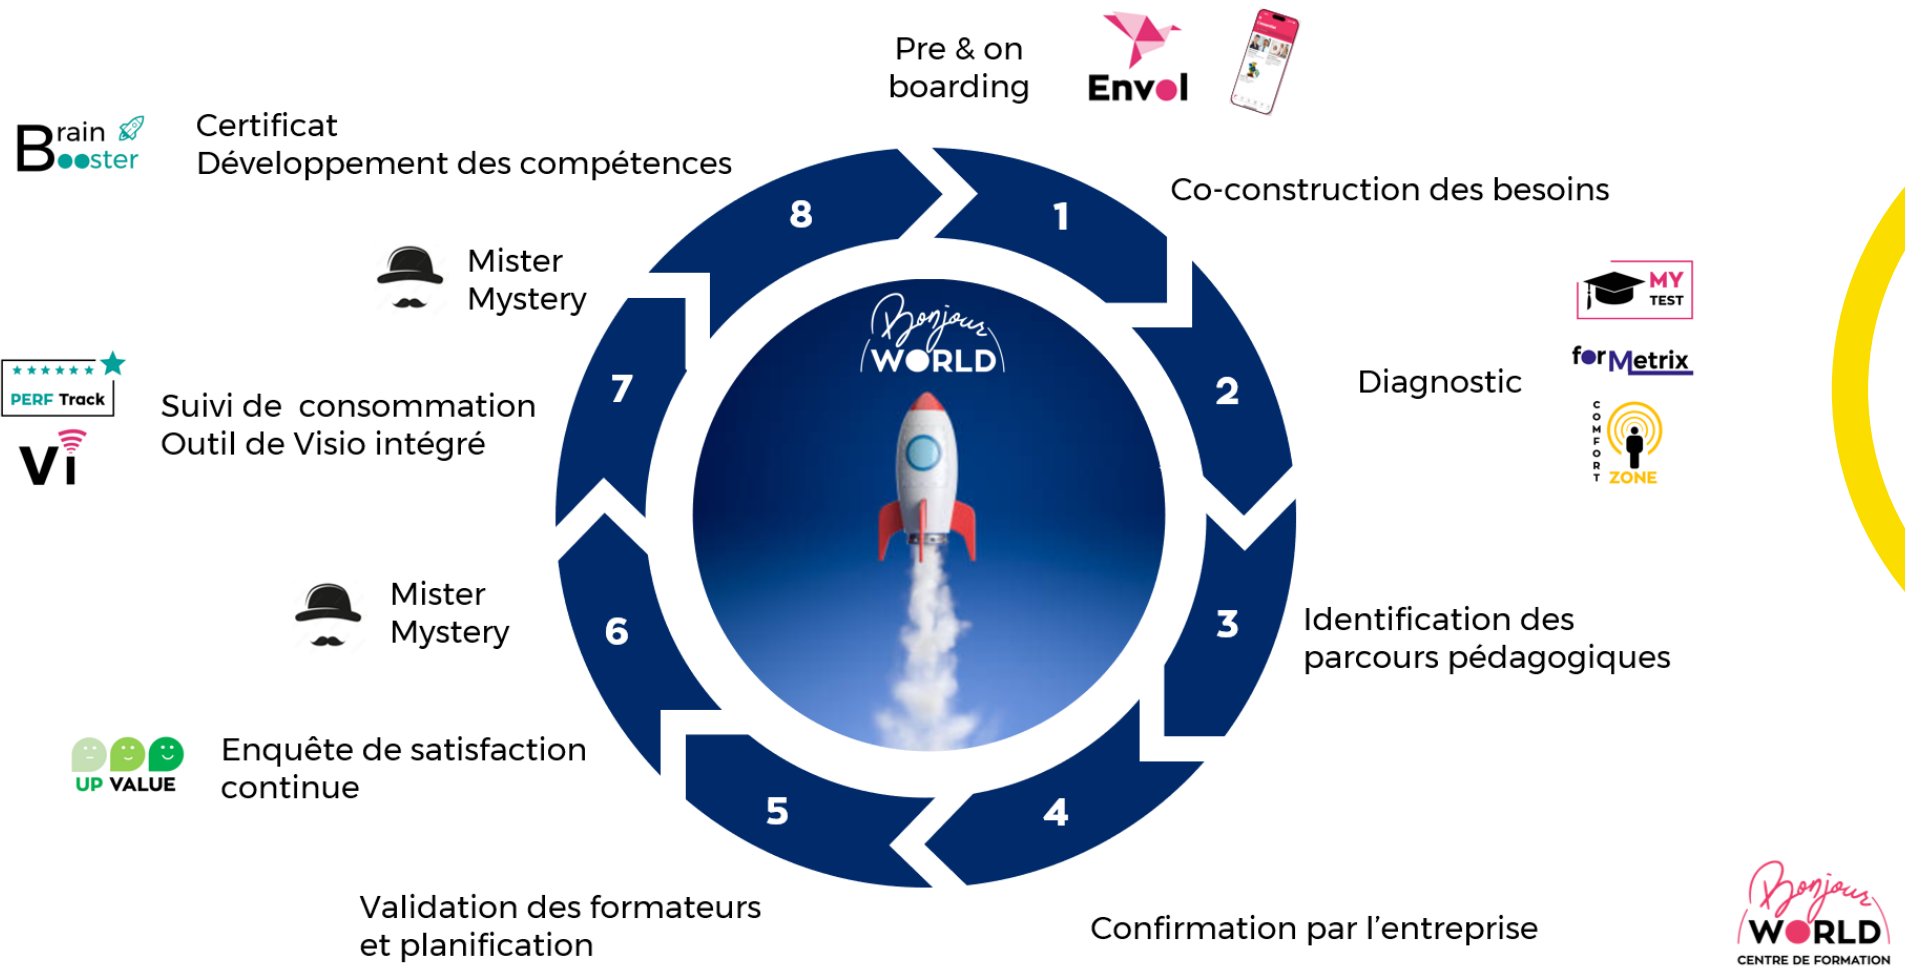 Pre & on
boarding
Envol
Co-construction des besoins
1
MY
TEST
forMetrix
Diagnostic
COMFORT
ZONE
2
Identification des
parcours pédagogiques
3
Confirmation par l’entreprise
4
Validation des formateurs
et planification
5
Enquête de satisfaction
continue
UP VALUE
Mister
Mystery
6
Suivi de  consommation
Outil de Visio intégré
PERF Track
Vi
7
Mister
Mystery
Certificat
Développement des compétences
Brain
Booster
8
Bonjour
WORLD
Bonjour
WORLD
CENTRE DE FORMATION